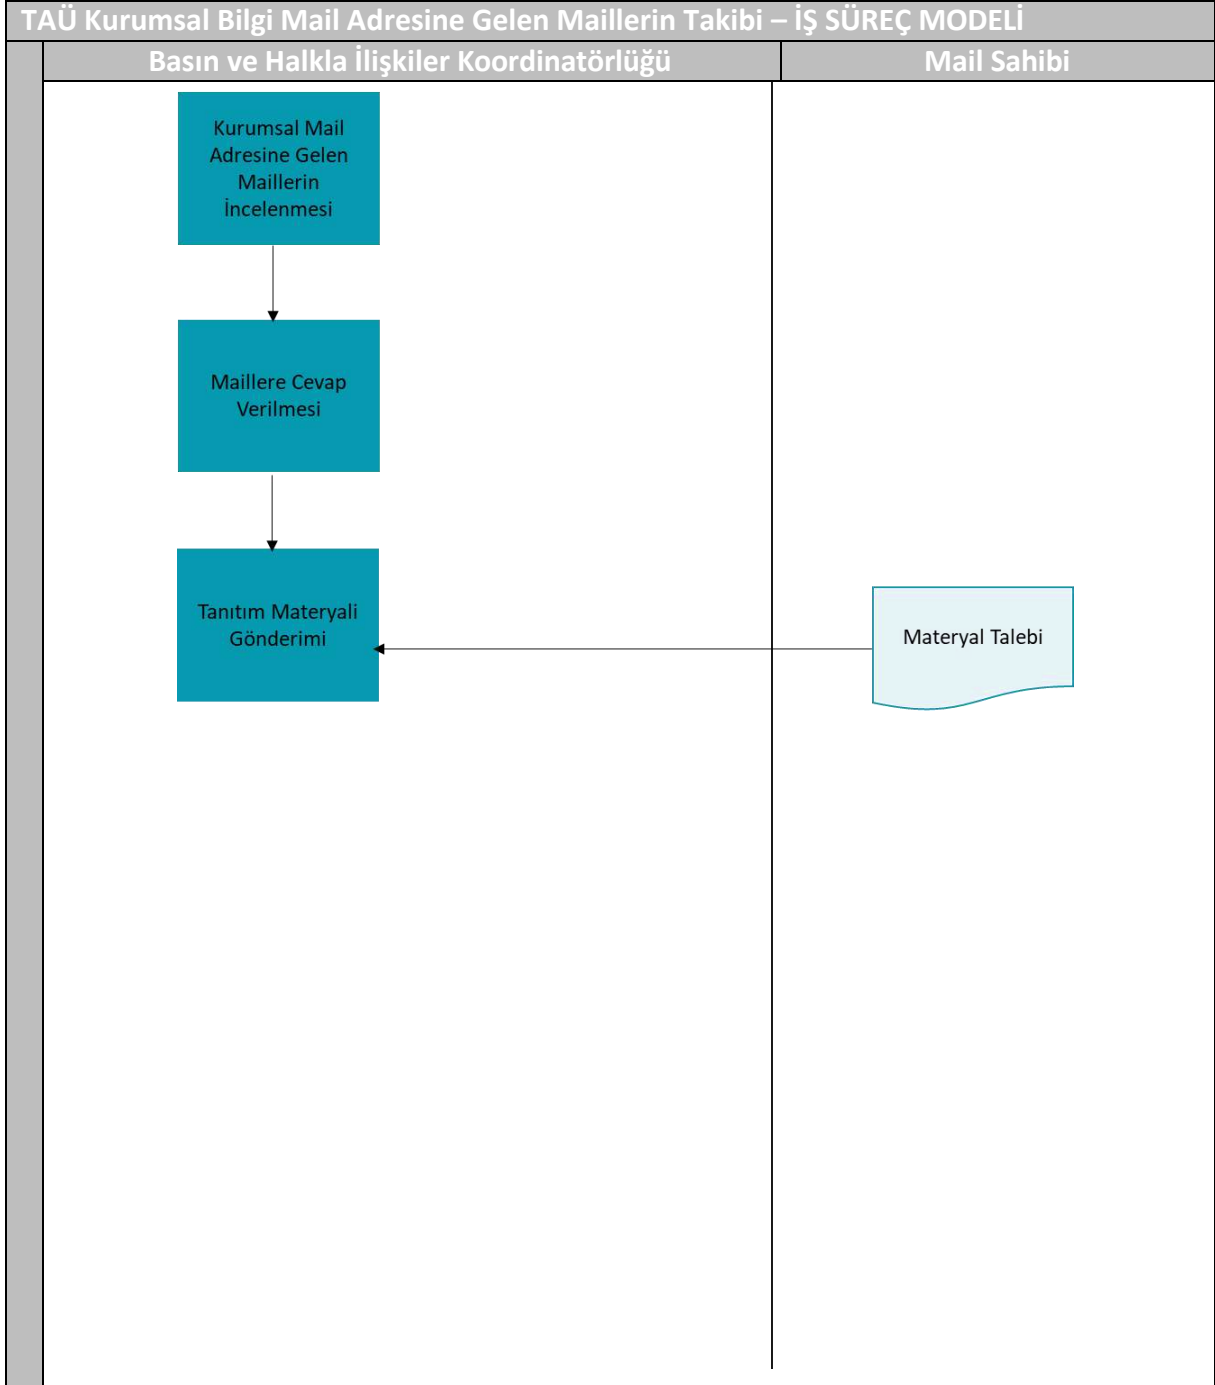 TAÜ Kurumsal Bilgi Mail Adresine Gelen Maillerin Takibi – İŞ SÜREÇ MODELİ
Basın ve Halkla İlişkiler Koordinatörlüğü
Mail Sahibi
Kurumsal Mail
Adresine Gelen
Maillerin
İncelenmesi
Maillere Cevap
Verilmesi
Tanıtım Materyali
Gönderimi
Materyal Talebi